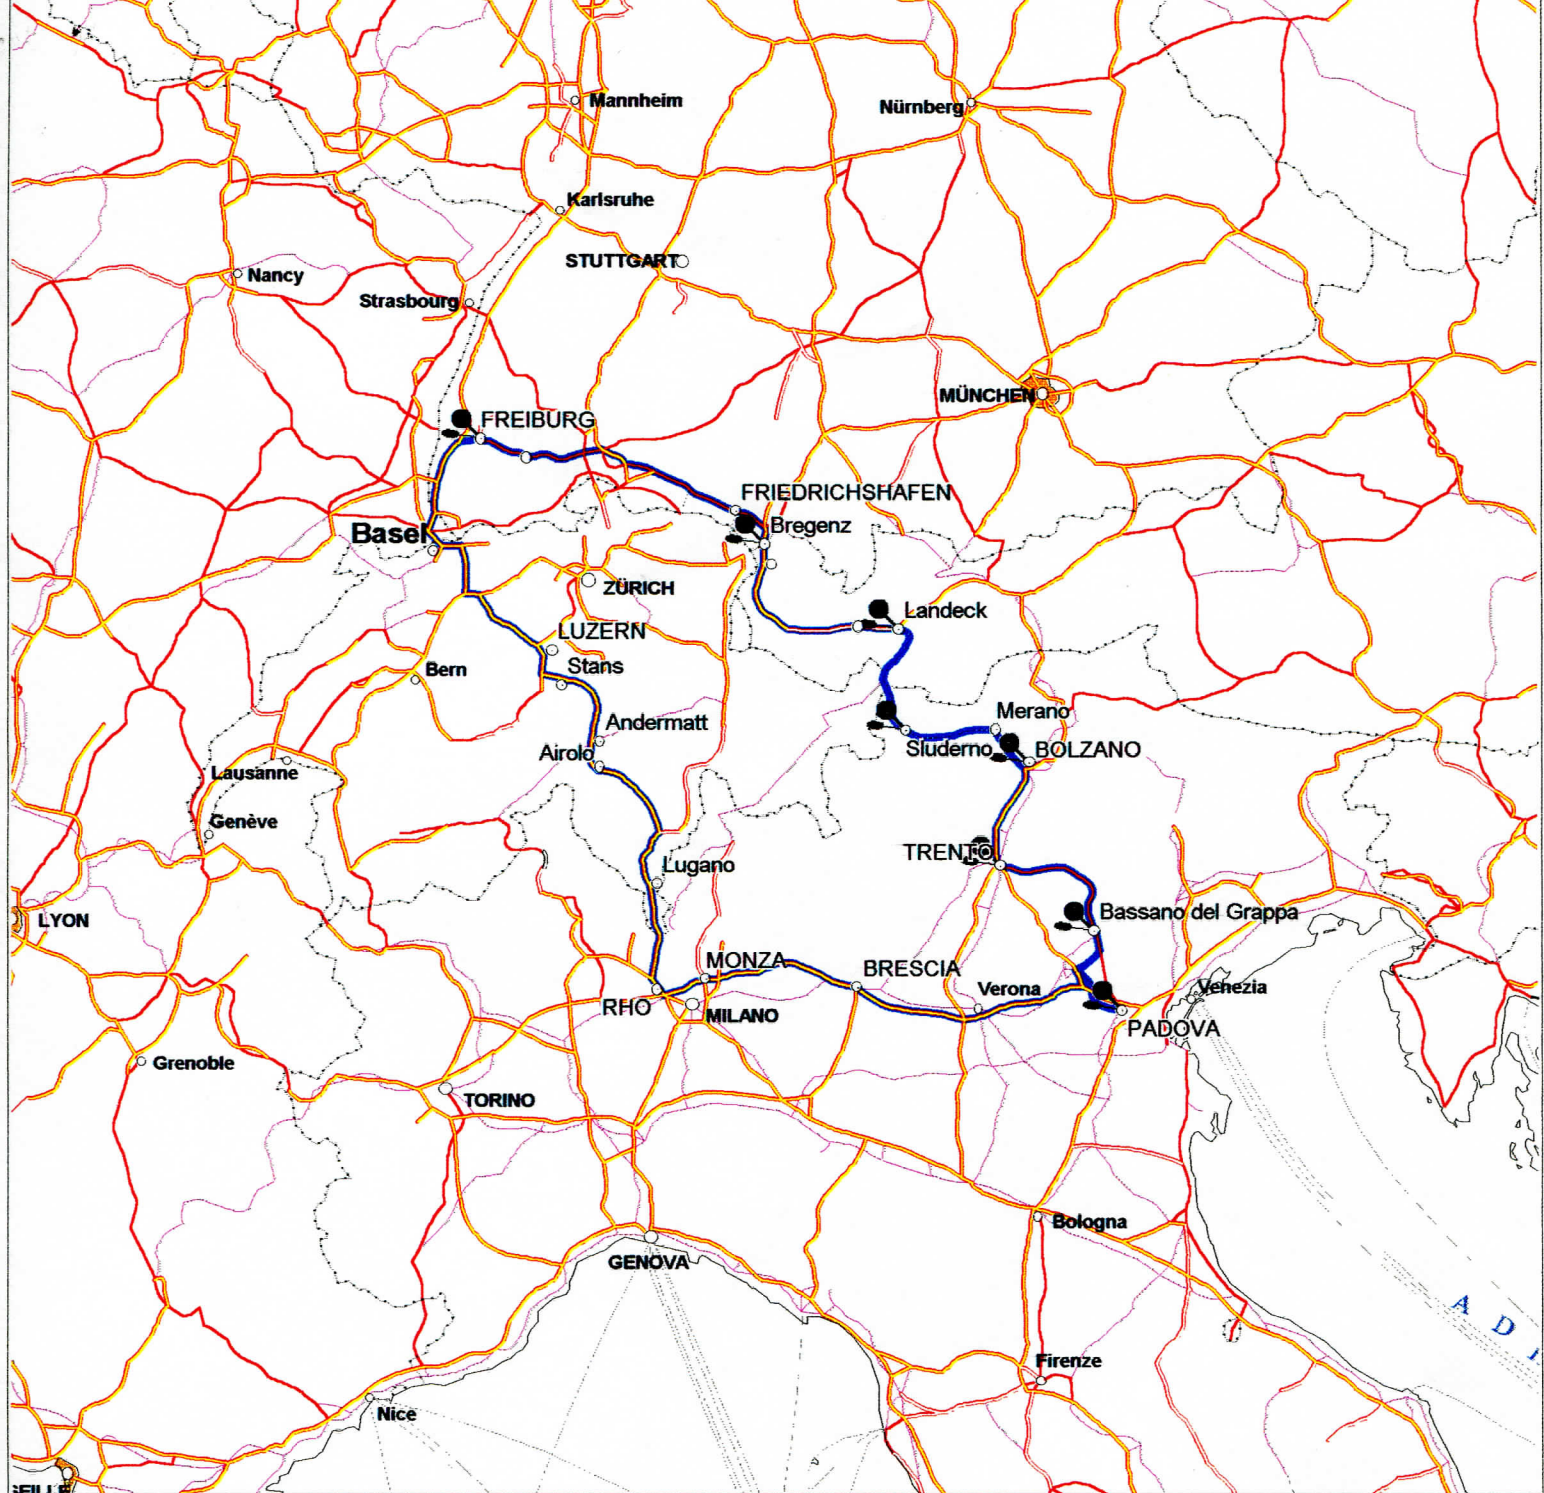 Mannheim
Nürnberg
Karlsruhe
STUTTGART
Nancy
Strasbourg
MÜNCHEN
FREIBURG
FRIEDRICHSHAFEN
Bregenz
Basel
ZÜRICH
Landeck
LUZERN
Stans
Bern
Merano
Andermatt
Airolo
Sluderno
BOLZANO
Lausanne
Genève
TRENTO
Lugano
Bassano del Grappa
LYON
MONZA
BRESCIA
Verona
Venezia
RHO
MILANO
PADOVA
Grenoble
TORINO
Bologna
GENOVA
A D
Firenze
Nice
SEILLE